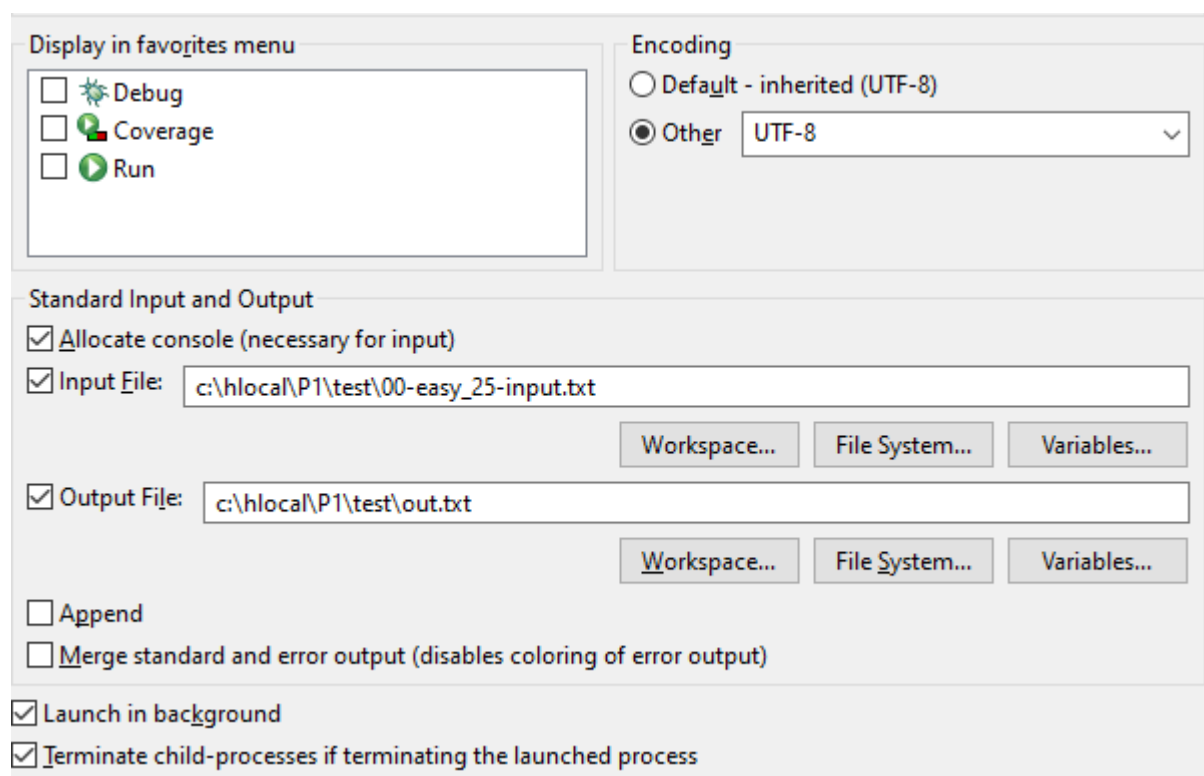 Display in favorites menu
Debug
Coverage
Run
Encoding
Default - inherited (UTF-8)
Other UTF-8
Standard Input and Output
Allocate console (necessary for input)
Input File: c:\hlocal\P1\test\00-easy_25-input.txt
Workspace... File System... Variables...
Output File: c:\hlocal\P1\test\out.txt
Workspace... File System... Variables...
Append
Merge standard and error output (disables coloring of error output)
Launch in background
Terminate child-processes if terminating the launched process